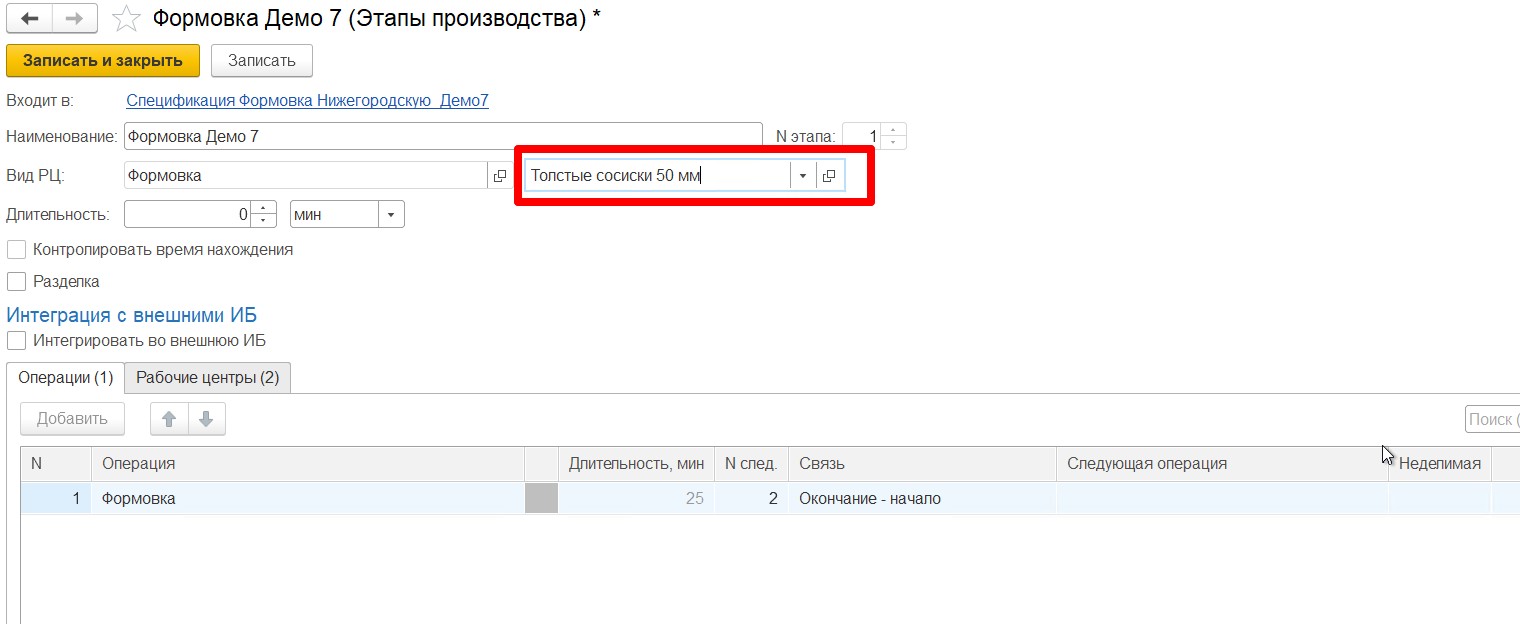 Формовка Демо 7 (Этапы производства) *
Записать и закрыть Записать
Входит в: Спецификация Формовка Нижегородскую_Демо7
Наименование: Формовка Демо 7 N этапа: 1
Вид РЦ: Формовка Толстые сосиски 50 мм
Длительность: 0 мин
Контролировать время нахождения
Разделка
Интеграция с внешними ИБ
Интегрировать во внешнюю ИБ
Операции (1) Рабочие центры (2)
Добавить Поиск (
N Операция Длительность, мин N след. Связь Следующая операция Неделимая
1 Формовка 25 2 Окончание - начало